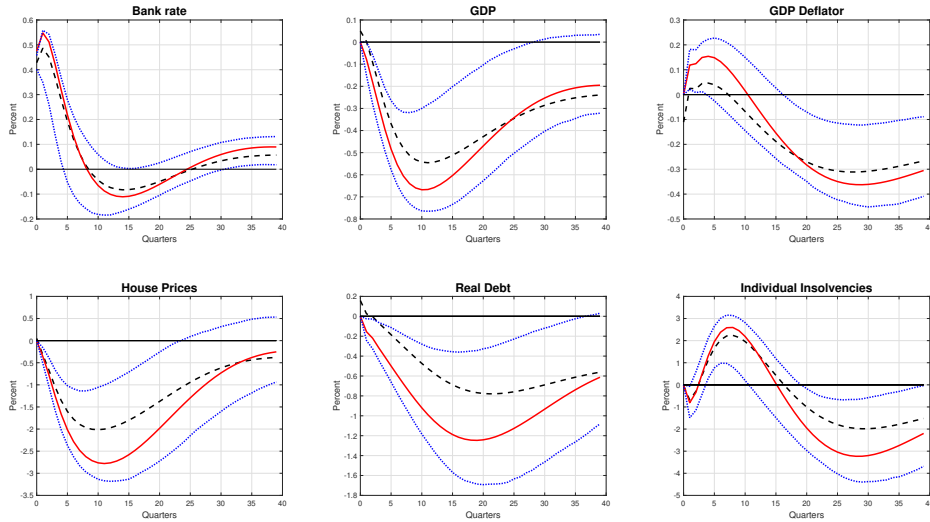 Bank rate
0.6
0.5
0.4
0.3
0.2
0.1
0
-0.1
-0.2
Percent
0 5 10 15 20 25 30 35 40
Quarters
GDP
0.1
0
-0.1
-0.2
-0.3
-0.4
-0.5
-0.6
-0.7
-0.8
Percent
0 5 10 15 20 25 30 35 40
Quarters
GDP Deflator
0.3
0.2
0.1
0
-0.1
-0.2
-0.3
-0.4
-0.5
Percent
0 5 10 15 20 25 30 35 4
Quarters
House Prices
1
0.5
0
-0.5
-1
-1.5
-2
-2.5
-3
-3.5
Percent
0 5 10 15 20 25 30 35 40
Quarters
Real Debt
0.2
0
-0.2
-0.4
-0.6
-0.8
-1
-1.2
-1.4
-1.6
-1.8
Percent
0 5 10 15 20 25 30 35 40
Quarters
Individual Insolvencies
4
3
2
1
0
-1
-2
-3
-4
-5
Percent
0 5 10 15 20 25 30 35 4
Quarters